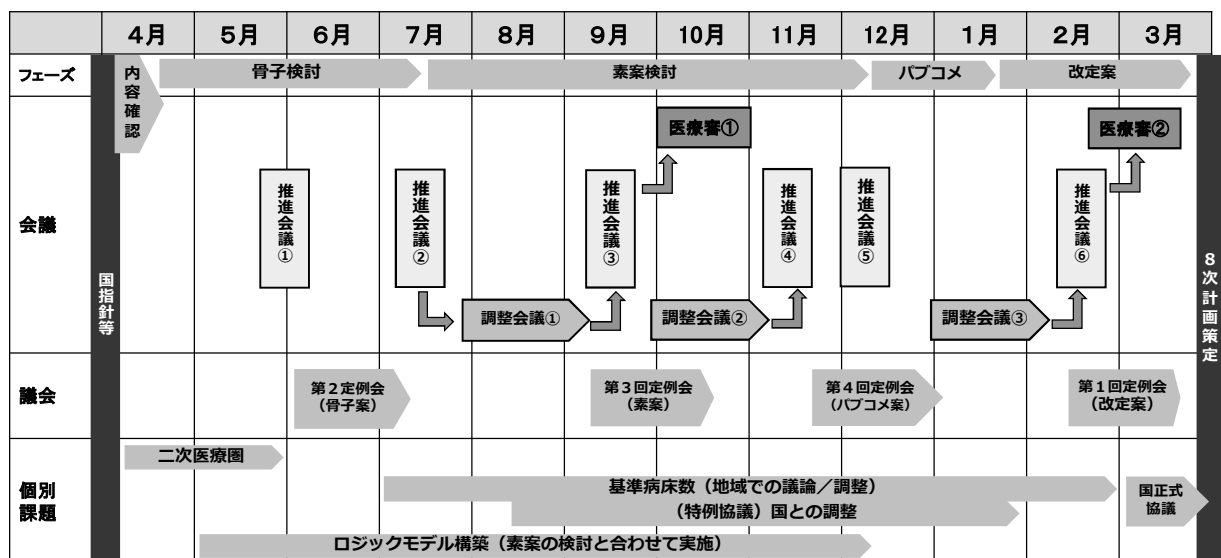 4月 5月 6月 7月 8月 9月 10月 11月 12月 1月 2月 3月
フェーズ
内容確認
骨子検討
素案検討
パブコメ
改定案
会議
国指針等
推進会議①
推進会議②
調整会議①
推進会議③
医療審①
調整会議②
推進会議④
推進会議⑤
調整会議③
推進会議⑥
医療審②
8次計画策定
議会
第2定例会
(骨子案)
第3回定例会
(素案)
第4回定例会
(パブコメ案)
第1回定例会
(改定案)
個別
課題
二次医療圏
基準病床数(地域での議論/調整)
(特例協議)国との調整
ロジックモデル構築(素案の検討と合わせて実施)
国正式
協議